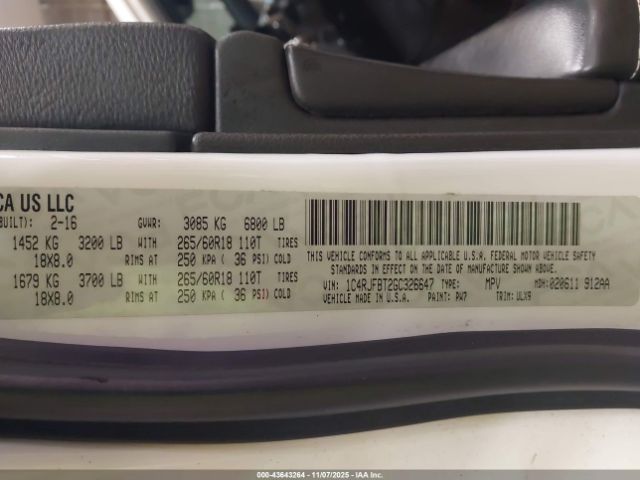 CA US LLC
BUILT): 2-16 GVWR: 3085 KG 6800 LB
1452 KG 3200 LB WITH 265/60R18 110T TIRES
18X8.0 RIMS AT 250 KPA ( 36 PSI) COLD
1679 KG 3700 LB WITH 265/60R18 110T TIRES
18X8.0 RIMS AT 250 KPA ( 36 PSI) COLD
THIS VEHICLE CONFORMS TO ALL APPLICABLE U.S.A. FEDERAL MOTOR VEHICLE SAFETY
STANDARDS IN EFFECT ON THE DATE OF MANUFACTURE SHOWN ABOVE.
VIN: 1C4RJFBT2GC326647 TYPE: MPV MDH: 020611 912AA
VEHICLE MADE IN U.S.A. PAINT: PW7 TRIM: ULX9
000-43643264 - 11/07/2025 - IAA Inc.